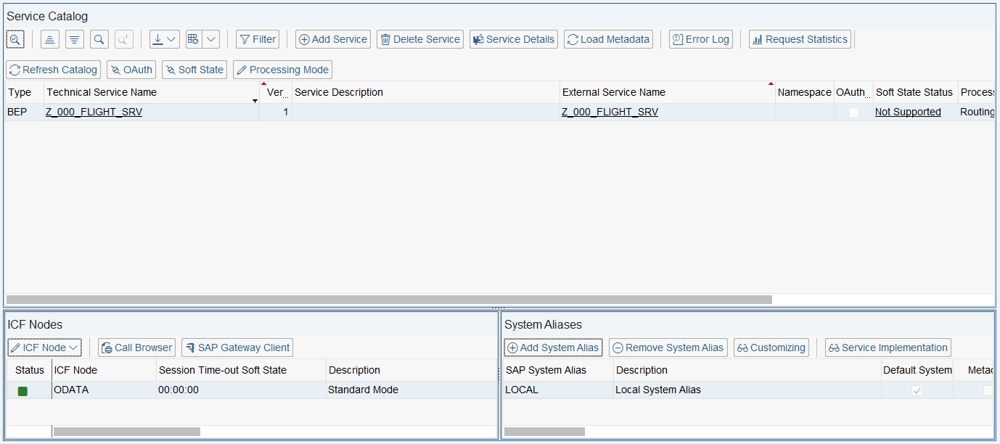 Service Catalog
Filter Add Service Delete Service Service Details Load Metadata Error Log Request Statistics
Refresh Catalog OAuth Soft State Processing Mode
Type Technical Service Name Ver... Service Description External Service Name Namespace OAuth... Soft State Status Process
BEP Z_000_FLIGHT_SRV 1 Z_000_FLIGHT_SRV Not Supported Routing
ICF Nodes
ICF Node Call Browser SAP Gateway Client
Status ICF Node Session Time-out Soft State Description
ODATA 00:00:00 Standard Mode
System Aliases
Add System Alias Remove System Alias Customizing Service Implementation
SAP System Alias Description Default System Metad
LOCAL Local System Alias